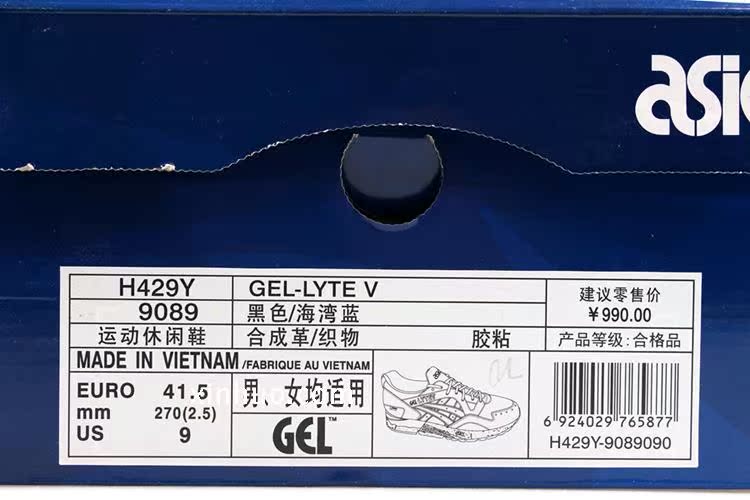 asic
H429Y GEL-LYTE V 建议零售价
9089 黑色/海湾蓝 ￥990.00
运动休闲鞋 合成革/织物 胶粘 产品等级:合格品
MADE IN VIETNAM/FABRIQUE AU VIETNAM
EURO 41.5 男、女均适用
mm 270(2.5)
US 9 GEL™
6 924029 765877
H429Y-9089090